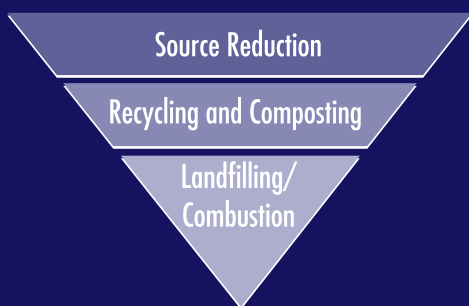 Source Reduction
Recycling and Composting
Landfilling/
Combustion